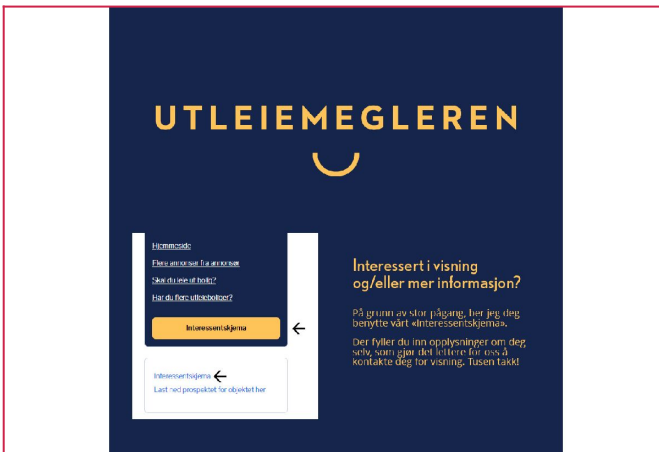 UTLEIEMEGLEREN
Hjemmeside
Flere annonser fra annonsør
Skal du leie ut bolig?
Har du flere utleieboliger?
Interessentskjema
Interessentskjema
Last ned prospektet for objektet her
Interessert i visning
og/eller mer informasjon?
På grunn av stor pågang, ber jeg deg
benytte vårt «Interessentskjema».
Der fyller du inn opplysninger om deg
selv, som gjør det lettere for oss å
kontakte deg for visning. Tusen takk!